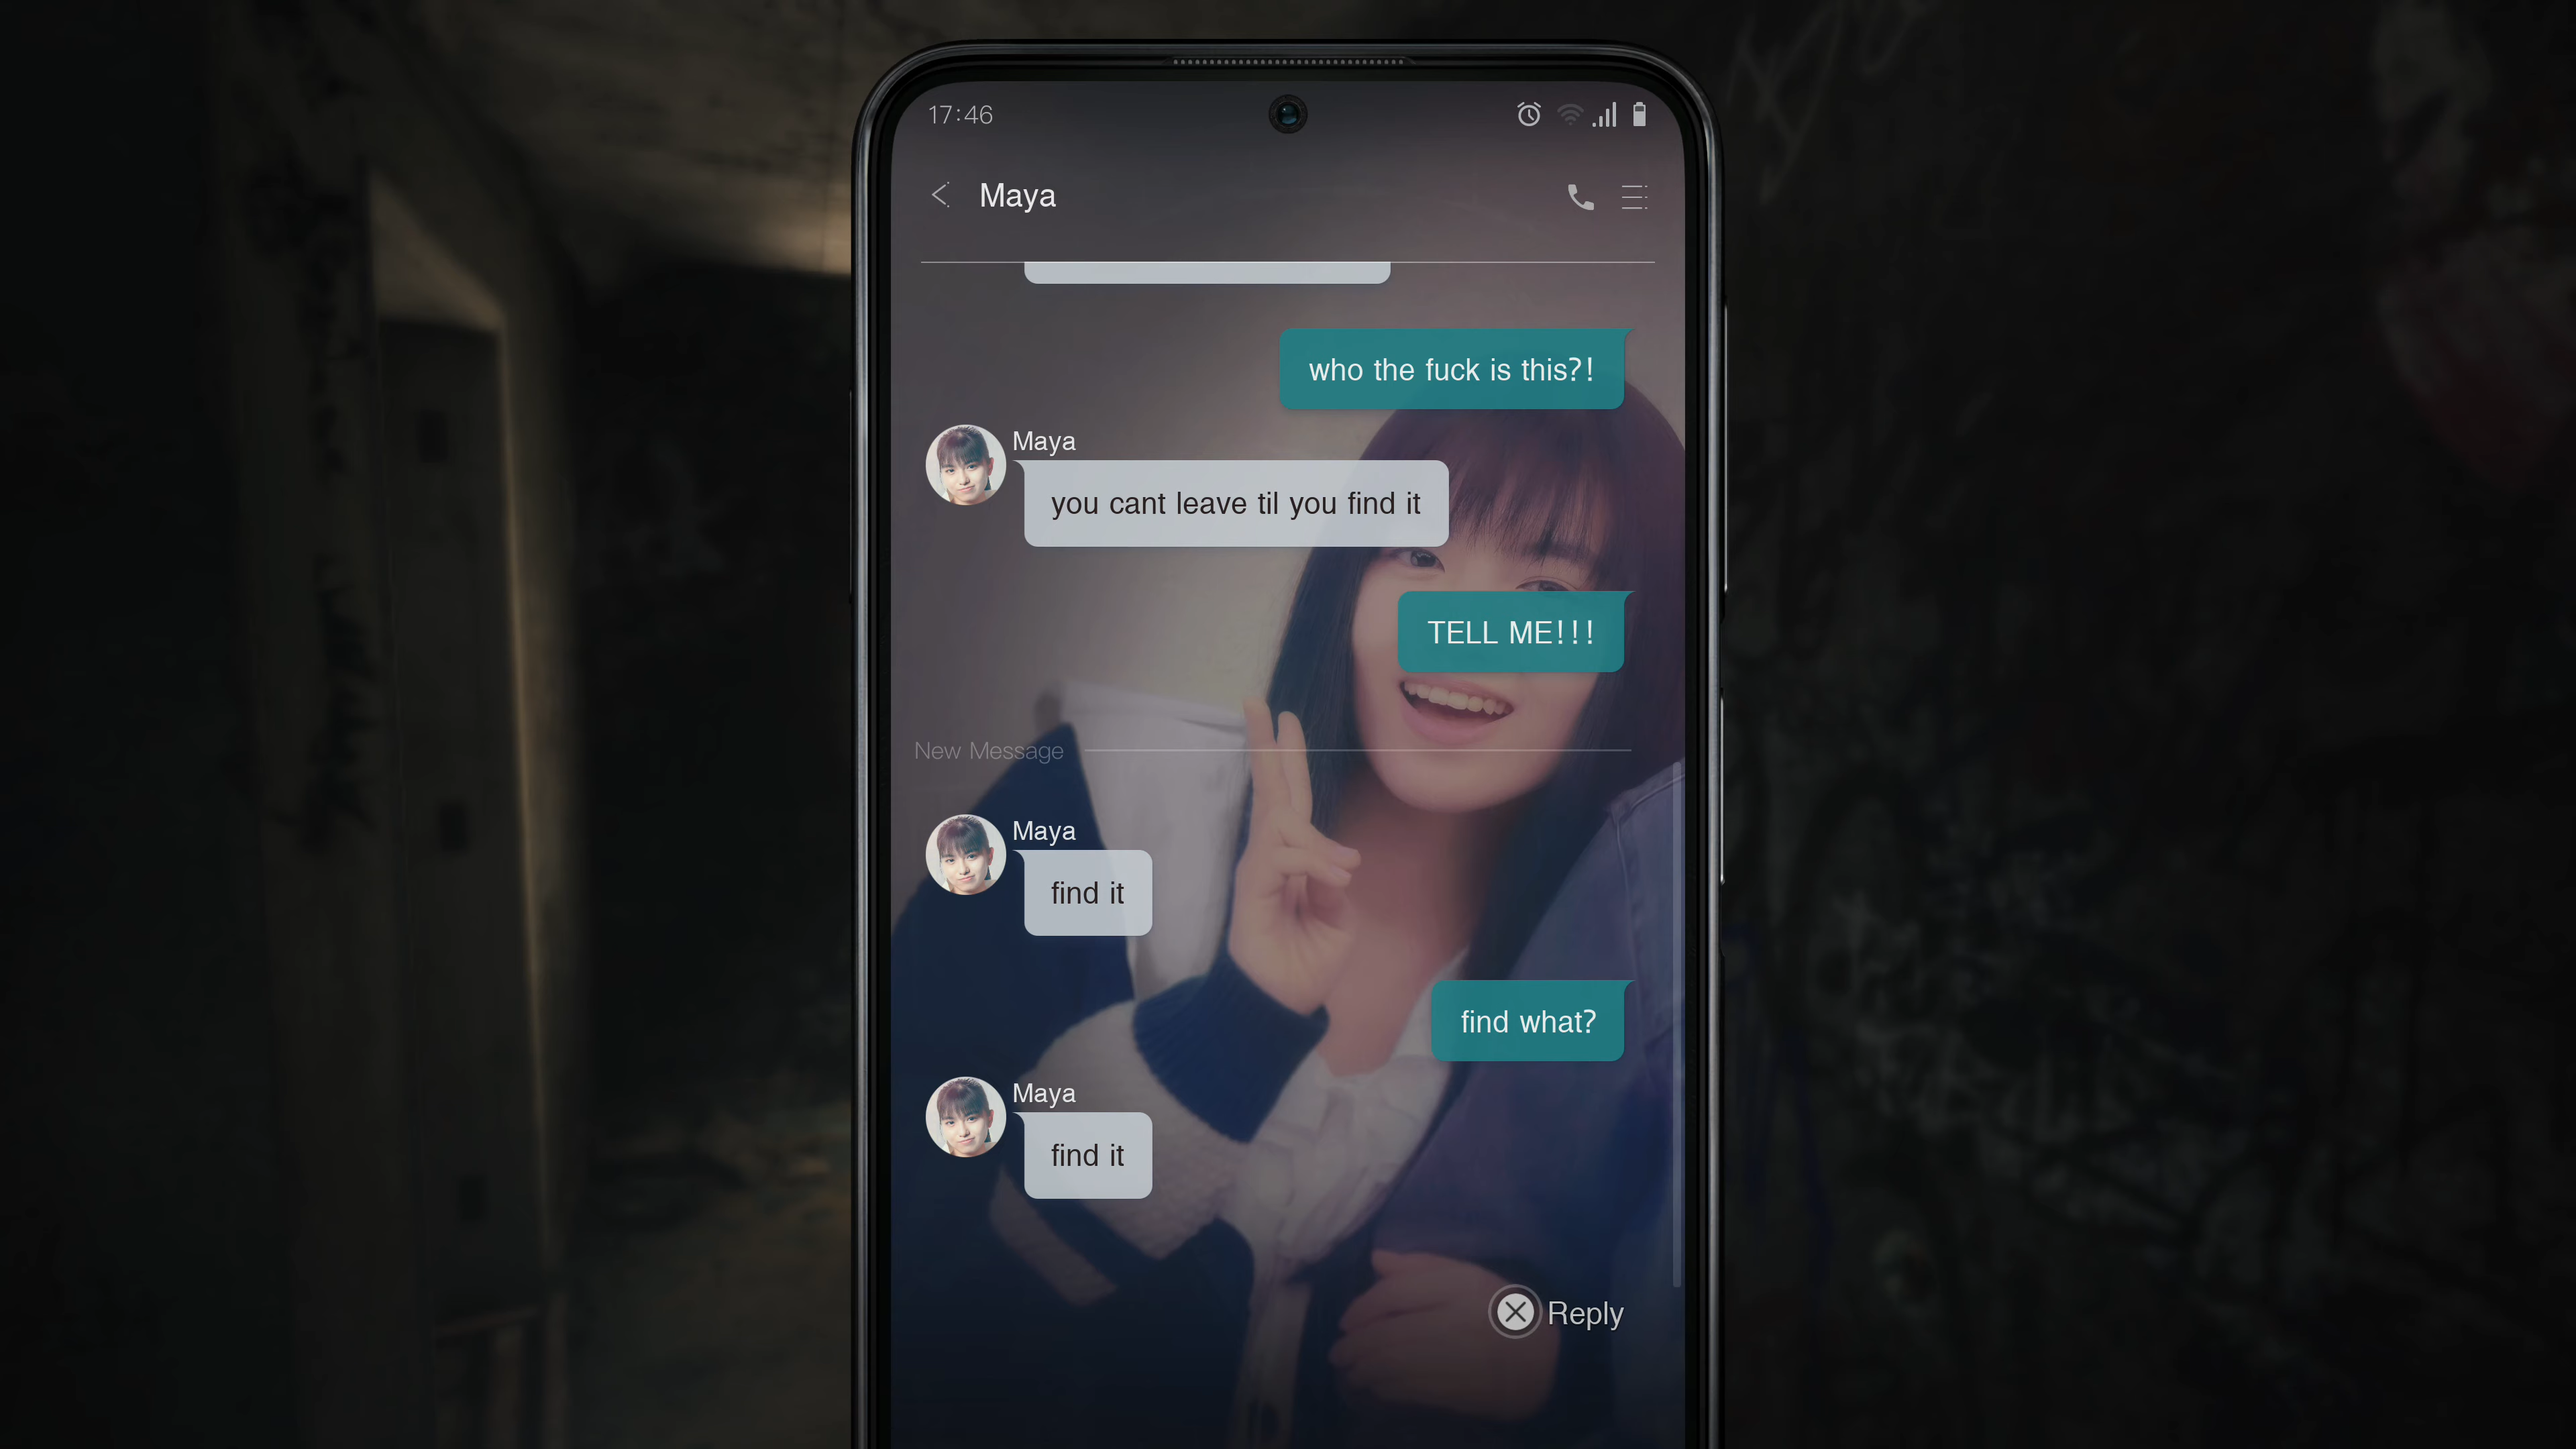 17:46
Maya
who the fuck is this?!
Maya
you cant leave til you find it
TELL ME!!!
New Message
Maya
find it
find what?
Maya
find it
Reply